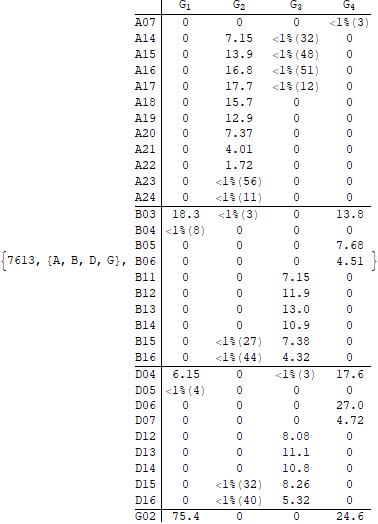 G₁ G₂ G₃ G₄
A07 0 0 0 <1%(3)
A14 0 7.15 <1%(32) 0
A15 0 13.9 <1%(48) 0
A16 0 16.8 <1%(51) 0
A17 0 17.7 <1%(12) 0
A18 0 15.7 0 0
A19 0 12.9 0 0
A20 0 7.37 0 0
A21 0 4.01 0 0
A22 0 1.72 0 0
A23 0 <1%(56) 0 0
A24 0 <1%(11) 0 0
B03 18.3 <1%(3) 0 13.8
B04 <1%(8) 0 0 0
B05 0 0 0 7.68
{7613, {A, B, D, G}, B06 0 0 0 4.51 }
B11 0 0 7.15 0
B12 0 0 11.9 0
B13 0 0 13.0 0
B14 0 0 10.9 0
B15 0 <1%(27) 7.38 0
B16 0 <1%(44) 4.32 0
D04 6.15 0 <1%(3) 17.6
D05 <1%(4) 0 0 0
D06 0 0 0 27.0
D07 0 0 0 4.72
D12 0 0 8.08 0
D13 0 0 11.1 0
D14 0 0 10.8 0
D15 0 <1%(32) 8.26 0
D16 0 <1%(40) 5.32 0
G02 75.4 0 0 24.6